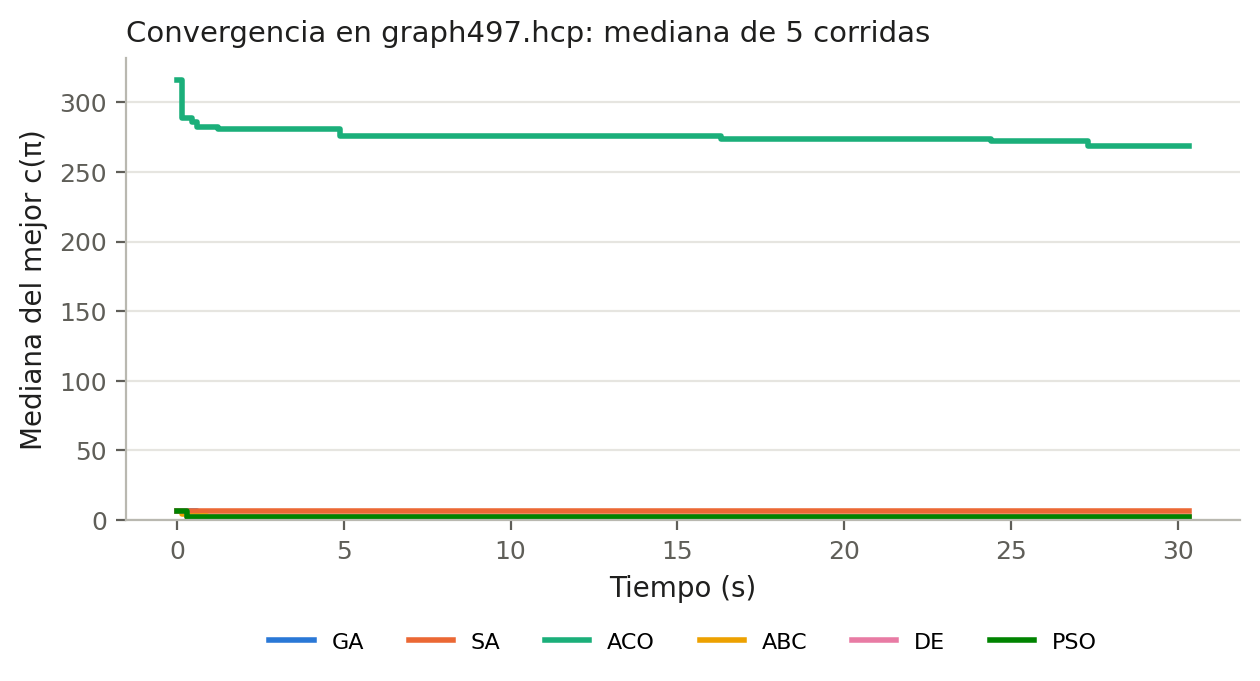 Convergencia en graph497.hcp: mediana de 5 corridas
Mediana del mejor c(π)
300
250
200
150
100
50
0
0 5 10 15 20 25 30
Tiempo (s)
GA SA ACO ABC DE PSO